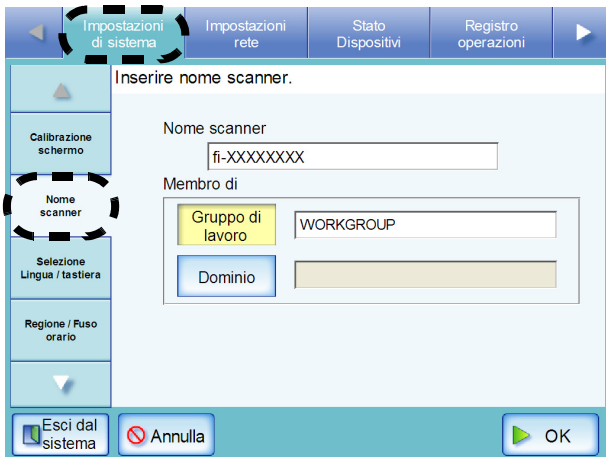 Impostazioni
di sistema
Impostazioni
rete
Stato
Dispositivi
Registro
operazioni
Inserire nome scanner.
Calibrazione
schermo
Nome
scanner
Selezione
Lingua / tastiera
Regione / Fuso
orario
Nome scanner
fi-XXXXXXXX
Membro di
Gruppo di
lavoro
WORKGROUP
Dominio
Esci dal
sistema
Annulla
OK